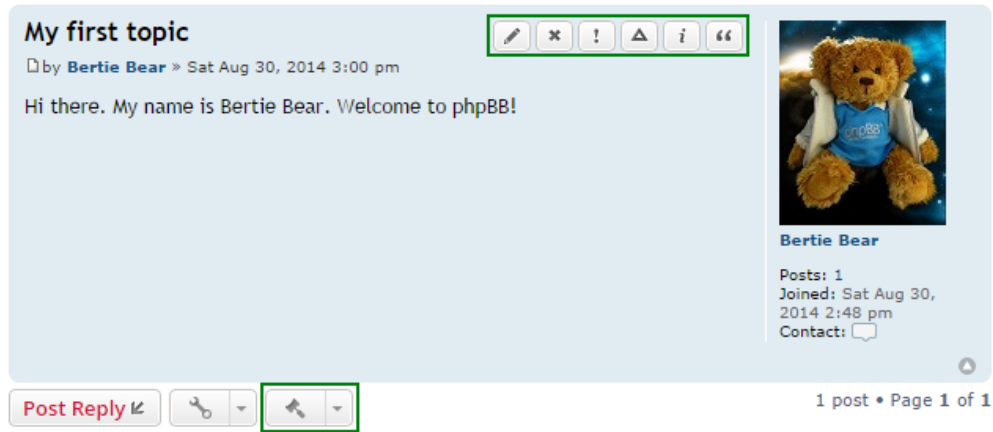 My first topic
by Bertie Bear » Sat Aug 30, 2014 3:00 pm
Hi there. My name is Bertie Bear. Welcome to phpBB!
phpBB
Bertie Bear
Posts: 1
Joined: Sat Aug 30,
2014 2:48 pm
Contact:
Post Reply
1 post • Page 1 of 1